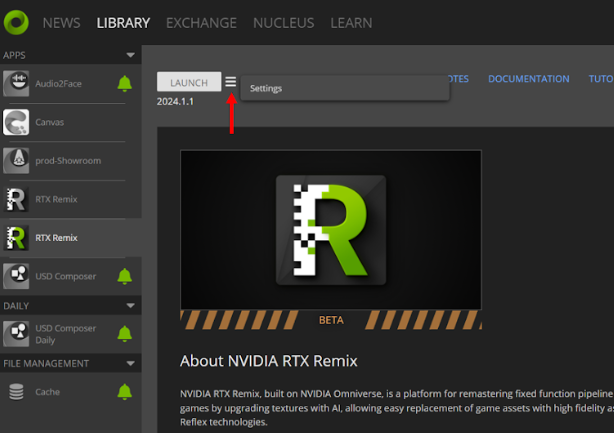 NEWS LIBRARY EXCHANGE NUCLEUS LEARN
APPS
Audio2Face
Canvas
prod-Showroom
RTX Remix
RTX Remix
USD Composer
DAILY
USD Composer
Daily
FILE MANAGEMENT
Cache
LAUNCH
Settings
DOCUMENTATION
2024.1.1
BETA
About NVIDIA RTX Remix
NVIDIA RTX Remix, built on NVIDIA Omniverse, is a platform for remastering fixed function pipeline
games by upgrading textures with AI, allowing easy replacement of game assets with high fidelity as
Reflex technologies.